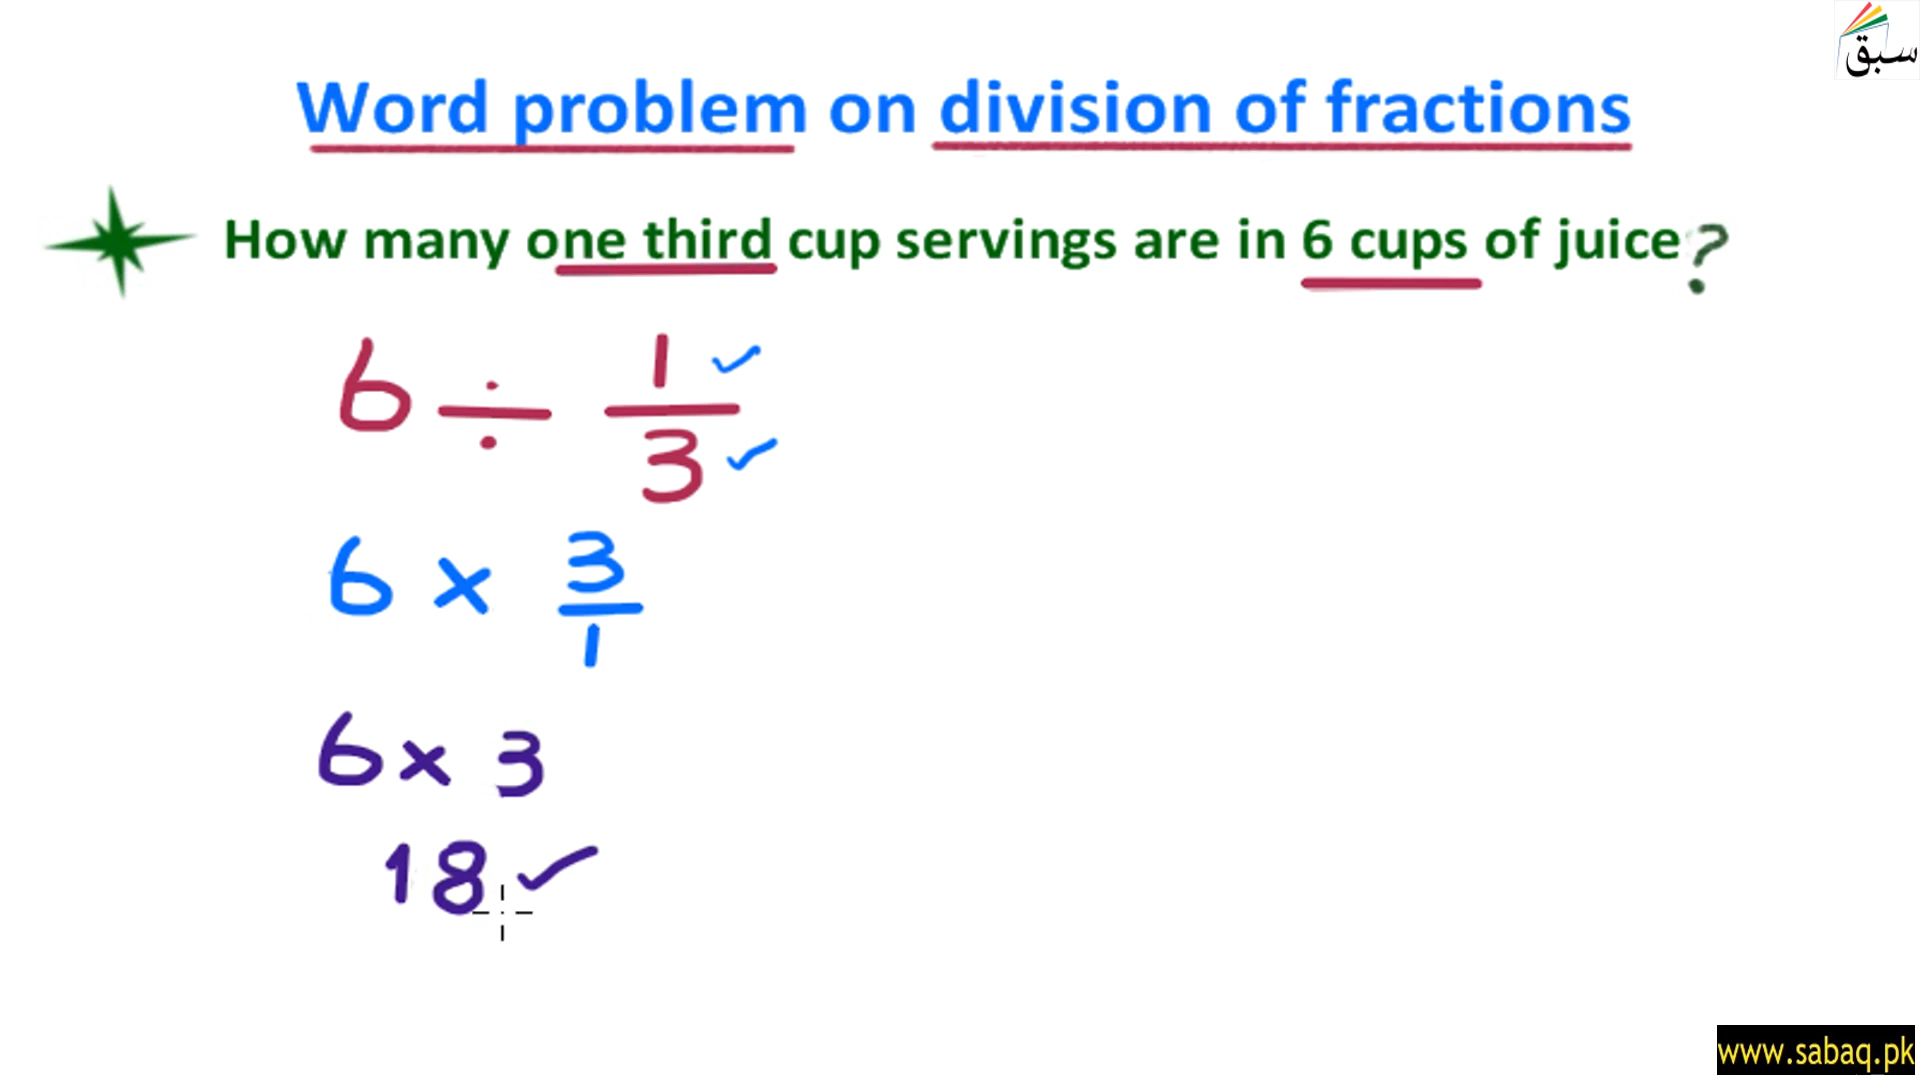 سبق
Word problem on division of fractions
How many one third cup servings are in 6 cups of juice?
6 ÷ 1/3
6 × 3/1
6 × 3
18
www.sabaq.pk